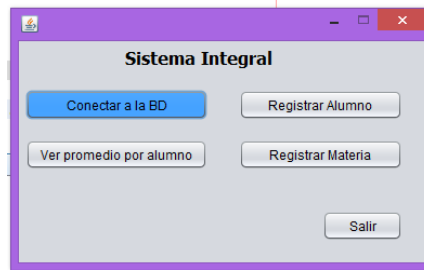 Sistema Integral
Conectar a la BD
Registrar Alumno
Ver promedio por alumno
Registrar Materia
Salir